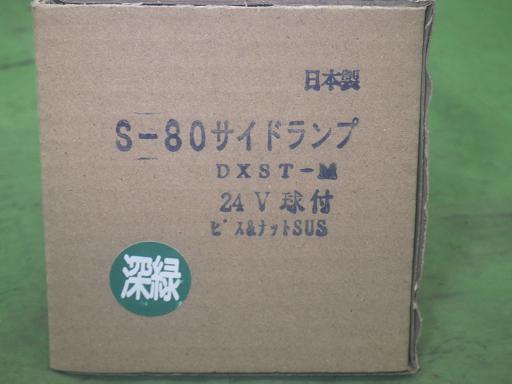 日本製
S-80サイドランプ
DXST-M
24V球付
ビス&ナットSUS
深緑